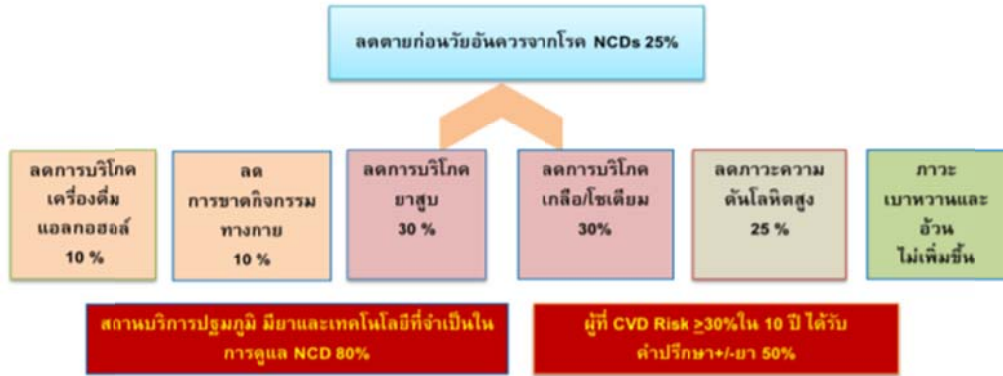 ลดตายก่อนวัยอันควรจากโรค NCDs 25%
ลดการบริโภค
เครื่องดื่ม
แอลกอฮอล์
10 %
ลด
การขาดกิจกรรม
ทางกาย
10 %
ลดการบริโภค
ยาสูบ
30 %
ลดการบริโภค
เกลือ/โซเดียม
30%
ลดภาวะความ
ดันโลหิตสูง
25 %
ภาวะ
เบาหวานและ
อ้วน
ไม่เพิ่มขึ้น
สถานบริการปฐมภูมิ มียาและเทคโนโลยีที่จำเป็นใน
การดูแล NCD 80%
ผู้ที่ CVD Risk ≥30%ใน 10 ปี ได้รับ
คำปรึกษา+/-ยา 50%